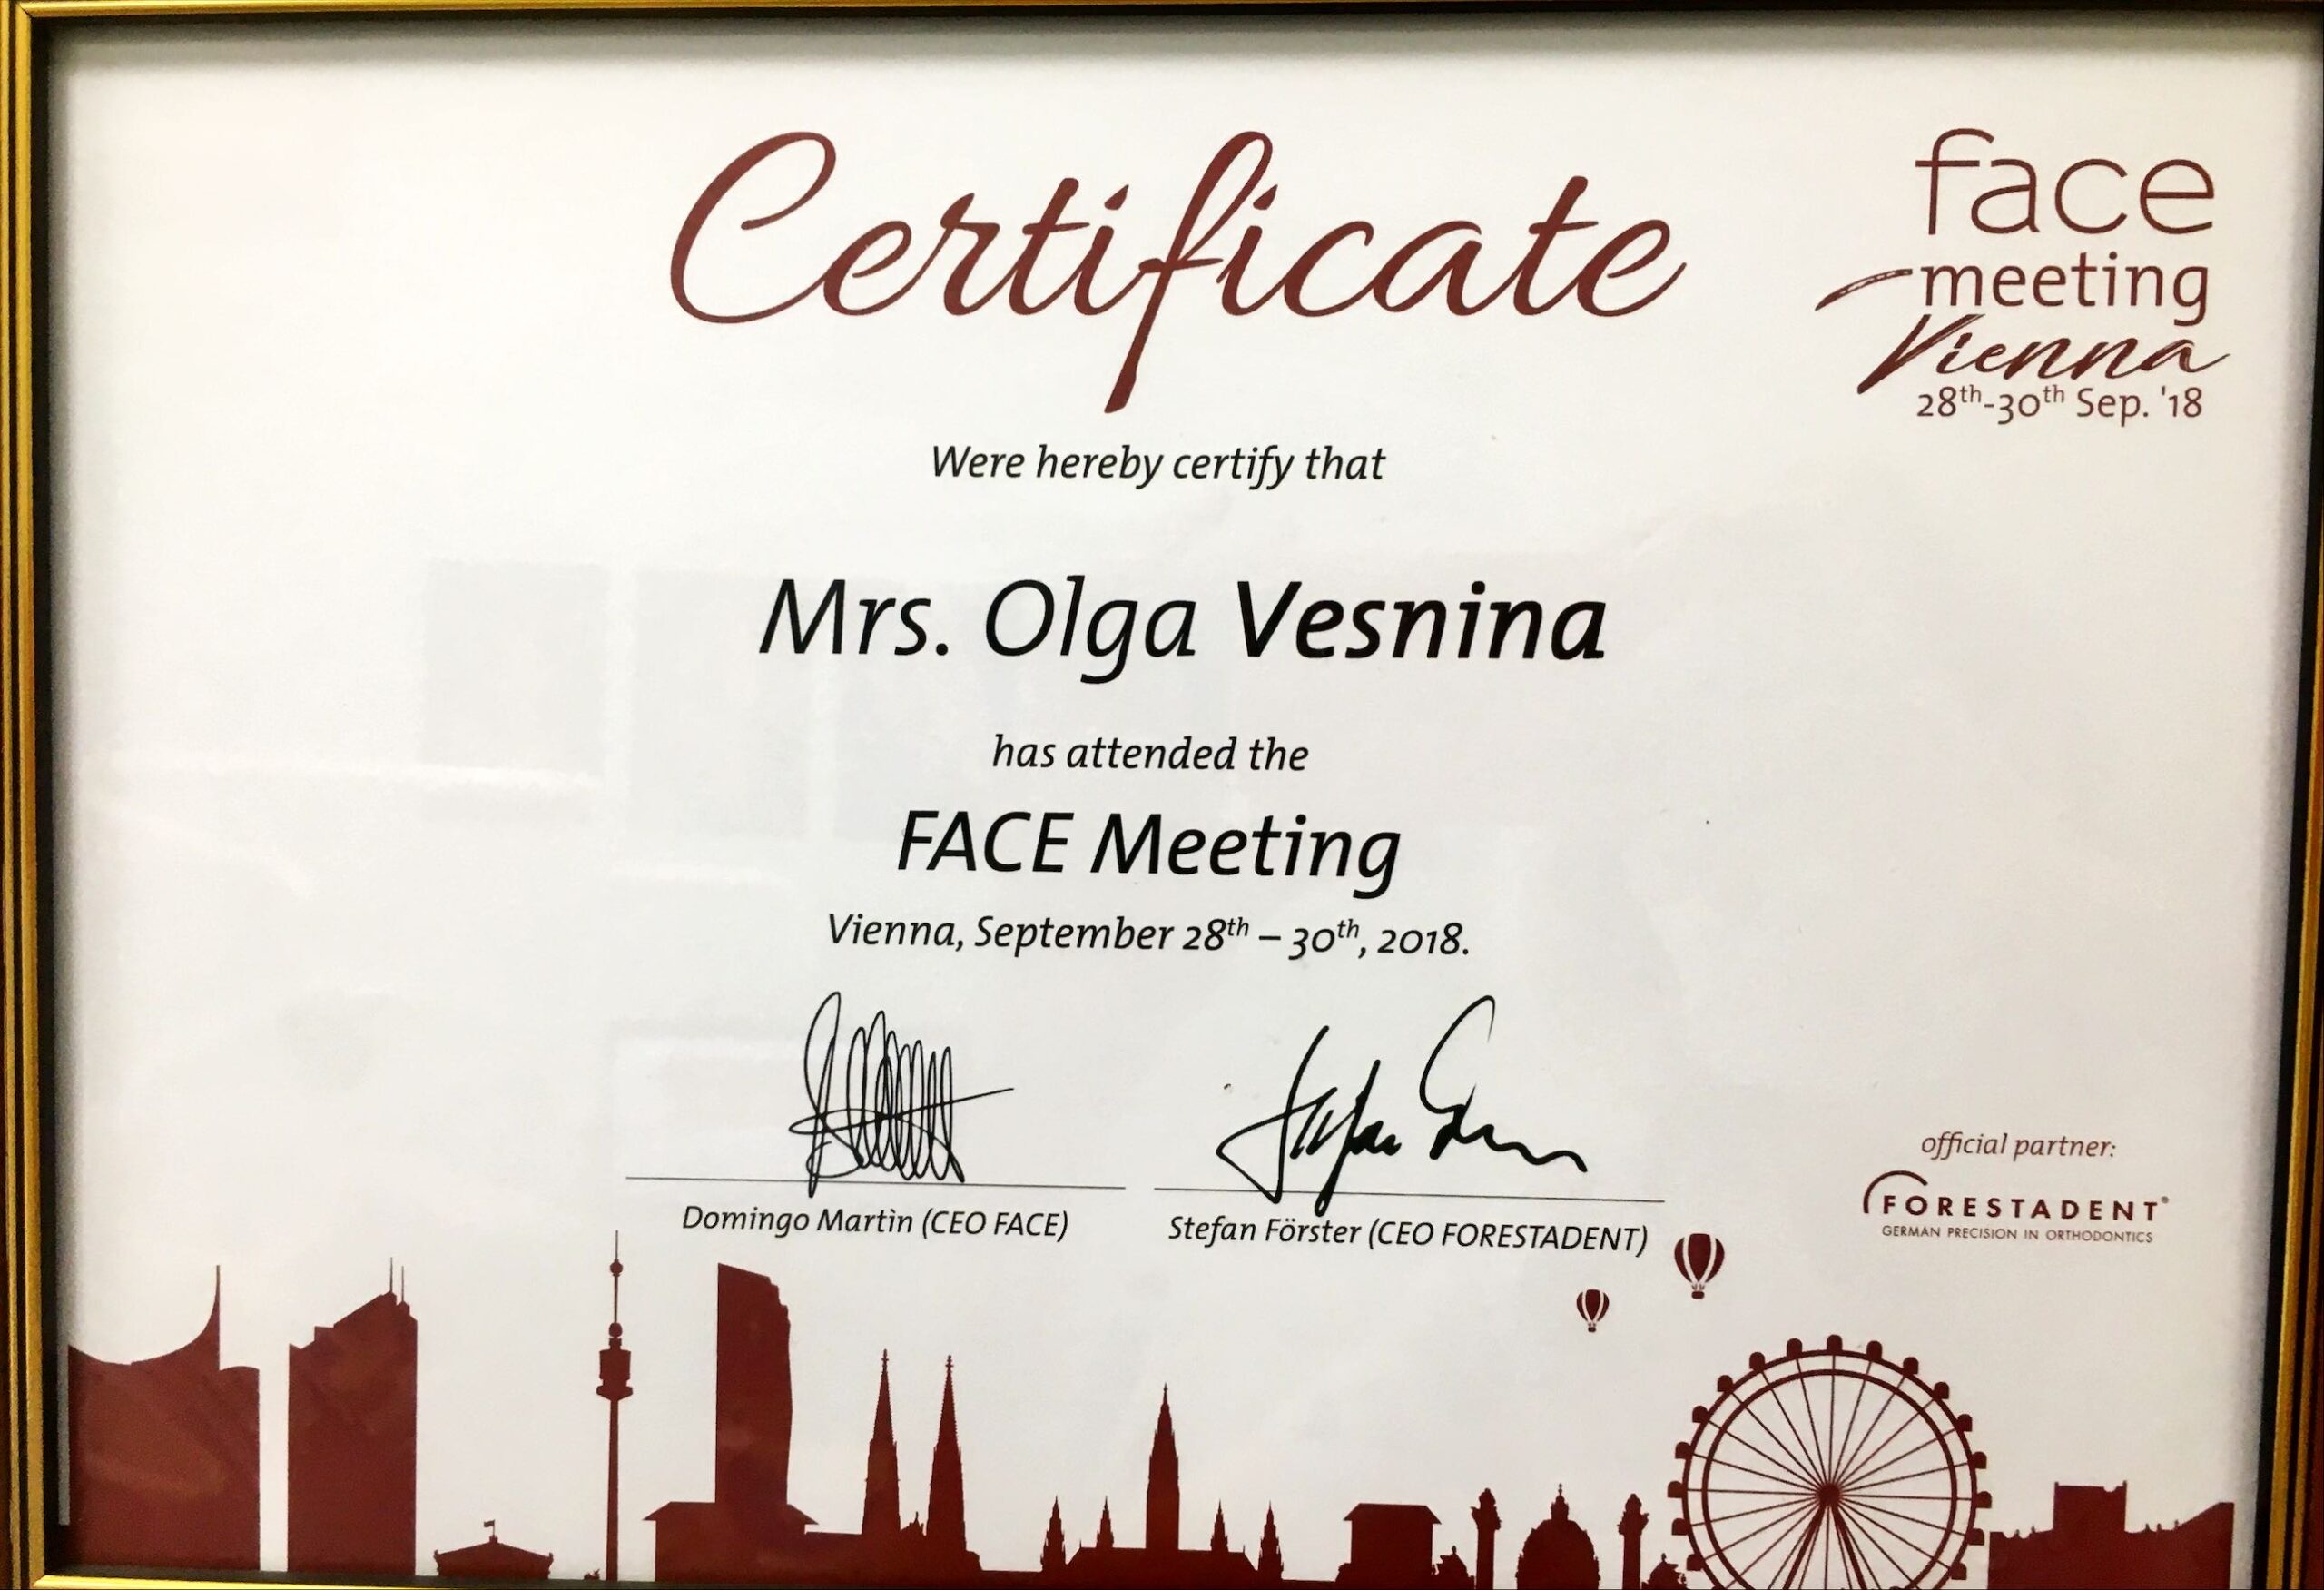 Certificate
face
meeting
Vienna
28th-30th Sep. '18
Were hereby certify that
Mrs. Olga Vesnina
has attended the
FACE Meeting
Vienna, September 28th – 30th, 2018.
Domingo Martìn (CEO FACE)
Stefan Förster (CEO FORESTADENT)
official partner:
FORESTADENT®
GERMAN PRECISION IN ORTHODONTICS